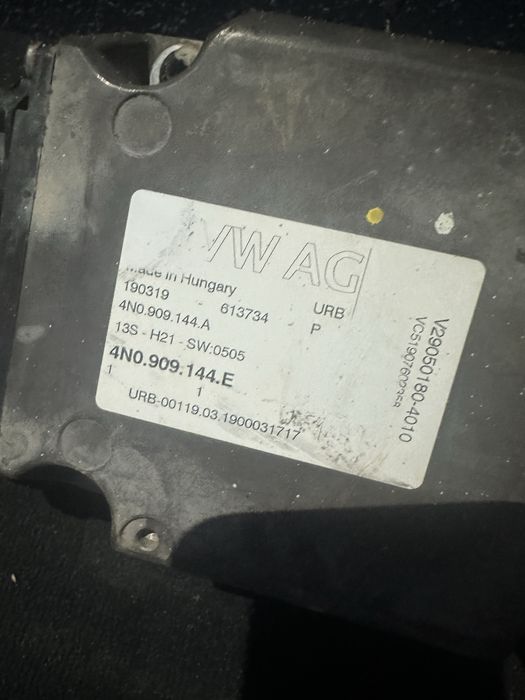 VW AG
Made in Hungary
190319 613734 URB
4N0.909.144.A P
13S - H21 - SW:0505
4N0.909.144.E
1 1
URB-00119.03.1900031717
V29050180-4010